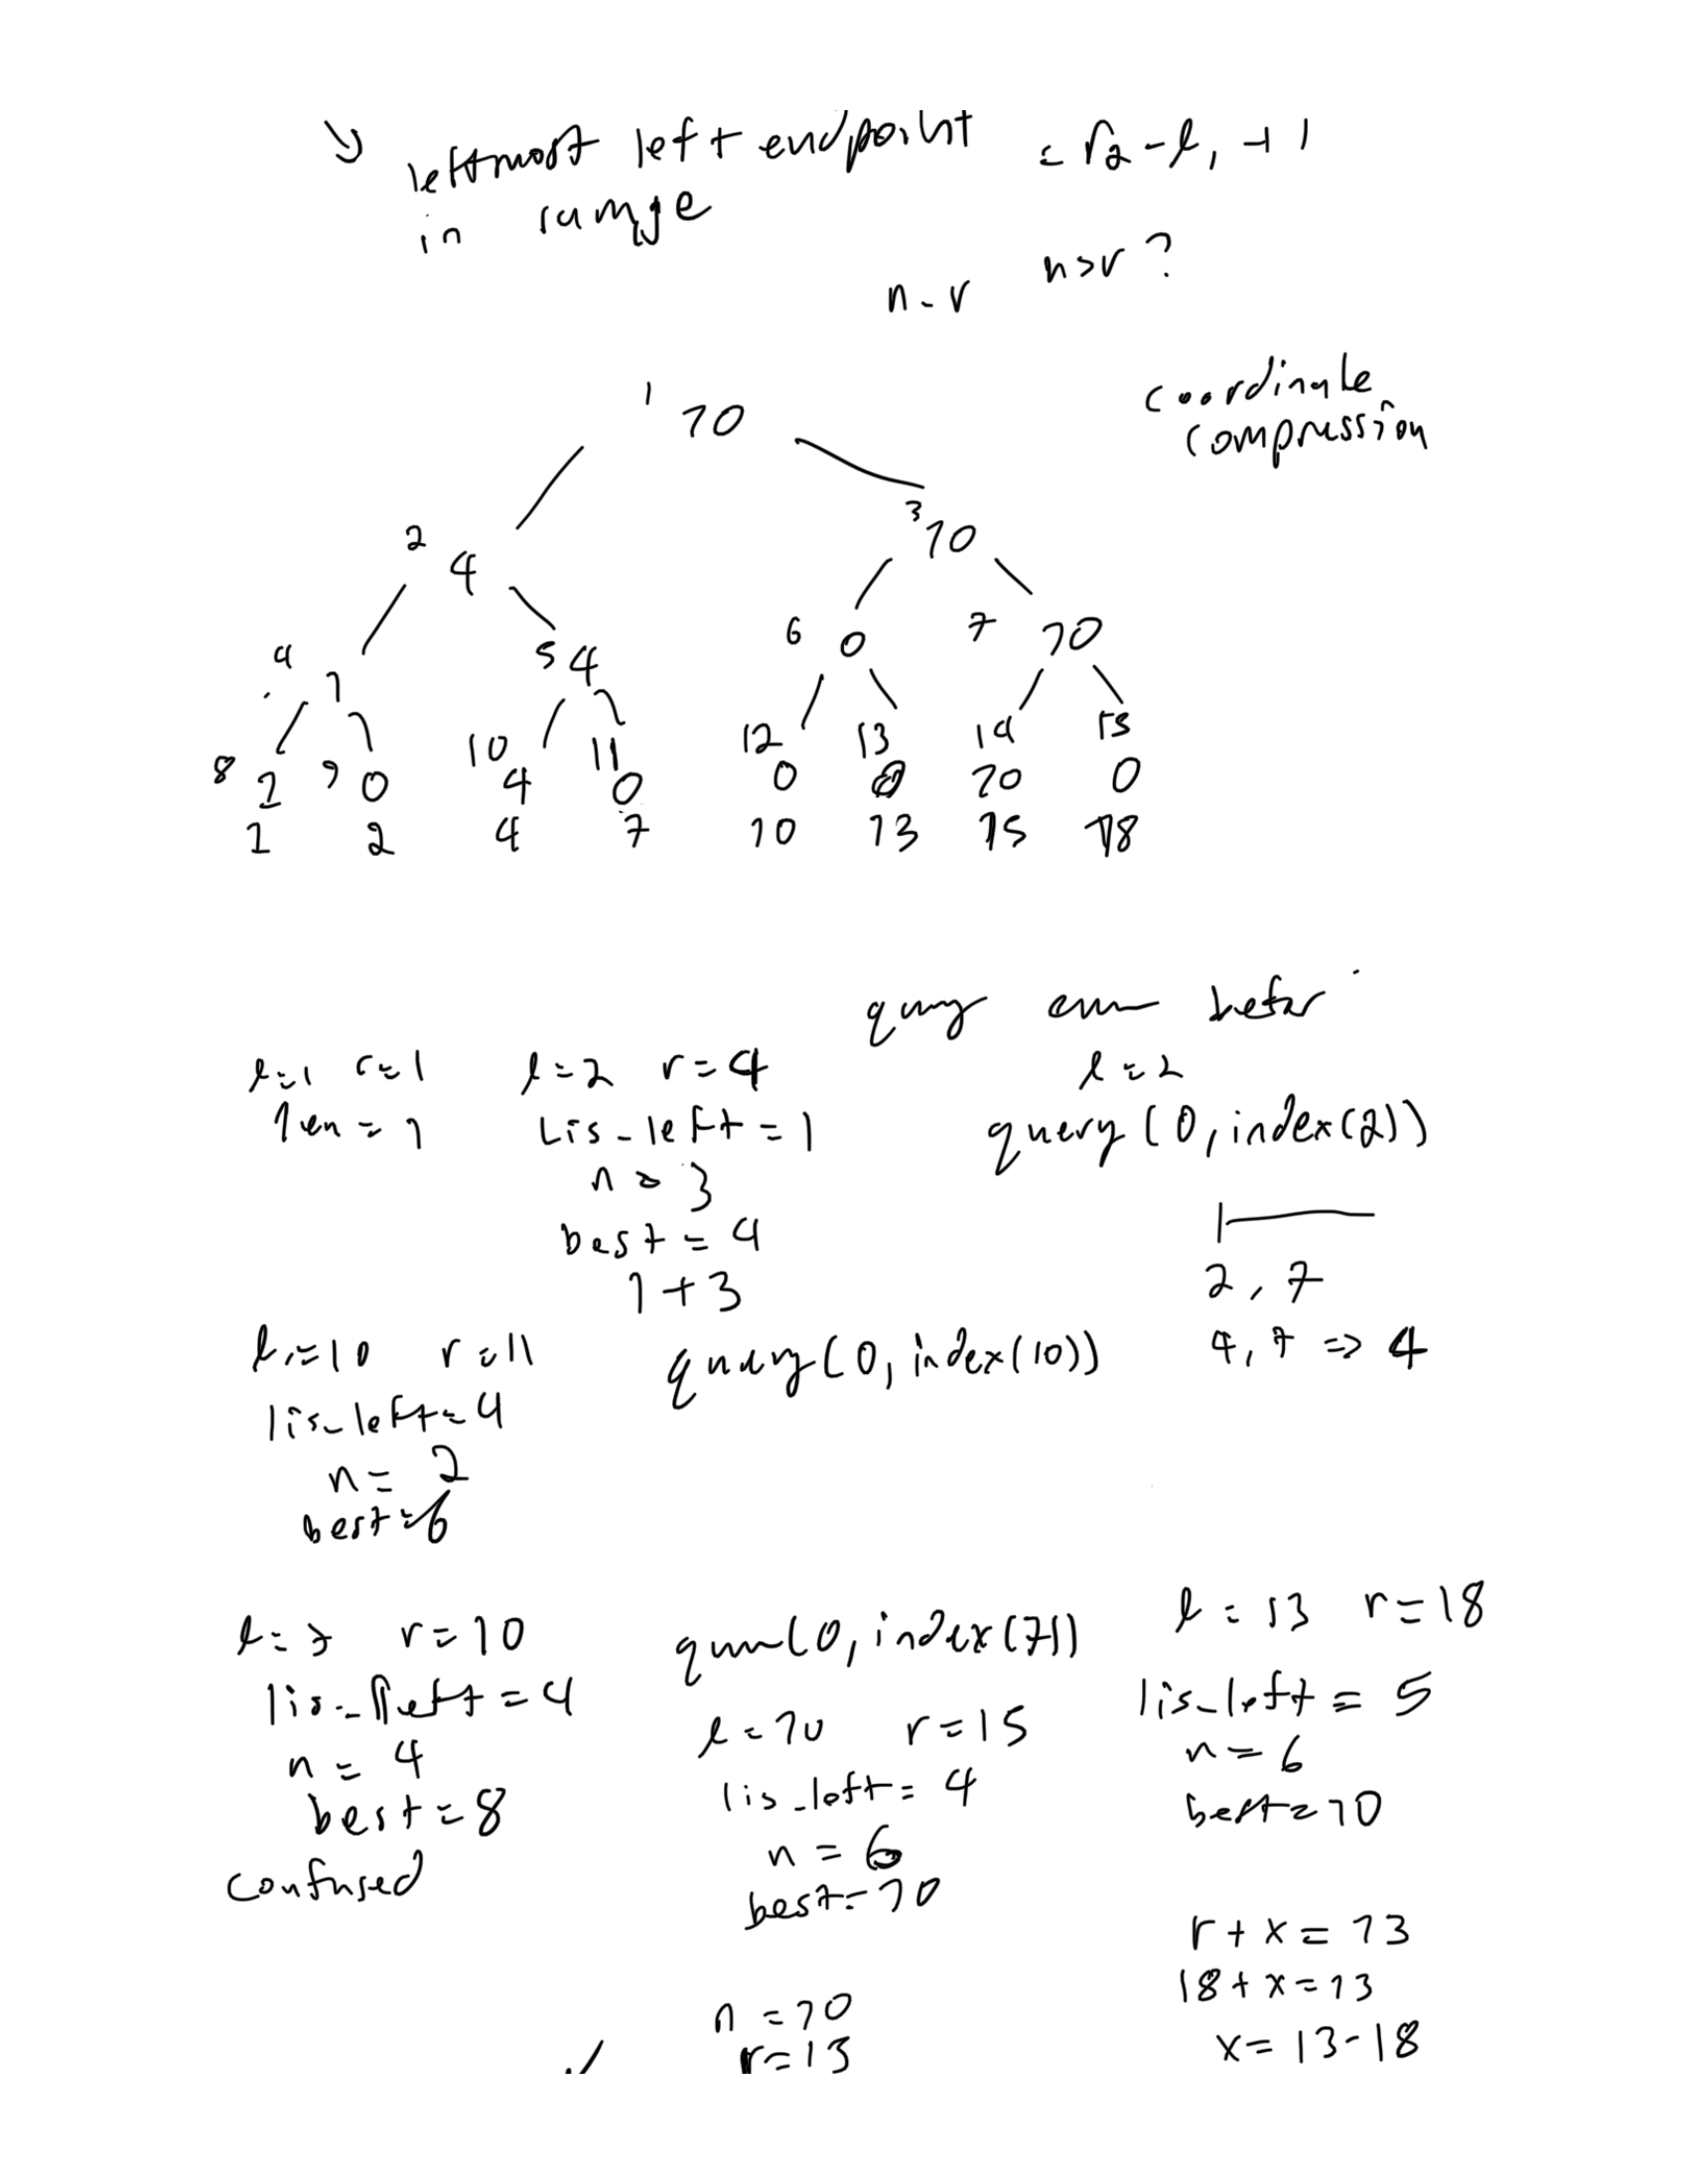 leftmost left endpoint = r2 - l1 + 1
in range
n - r n > r ?
coordinate
compression
1 10
3 10
2 4
6 0 7 10
4 1 5 4
10 11 12 13 14 15
8 1 9 0 4 0 0 0 10 0
1 2 4 7 10 13 15 18
query
l=1 r=1 l=2 r=4 l=2
len = 1 lis_left = 1 query(0, index(2))
n = 3
best = 4
2, 7
1 + 3
l = 10 r = 11 query(0, index(10)) 4, 7 => 4
lis_left = 4
n = 2
best = 6
l = 13 r = 18
l = 7 r = 10 query(0, index(7))
lis_left = 4 lis_left = 5
l = 10 r = 15
n = 4 n = 6
lis_left = 4
best = 8 best = 10
n = 6
confused
best = 10
r + x = 13
18 + x = 13
n = 10
r = 13 x = 13 - 18